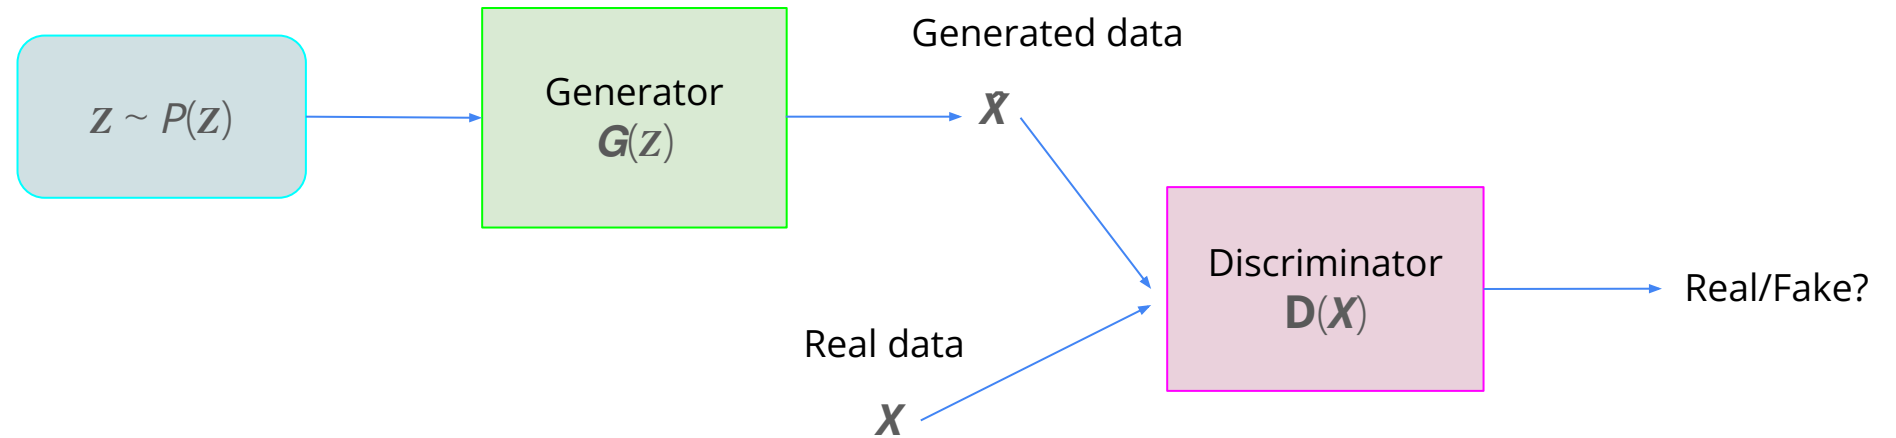 z ~ P(z)
Generator
G(z)
Generated data
X̂
Real data
X
Discriminator
D(X)
Real/Fake?